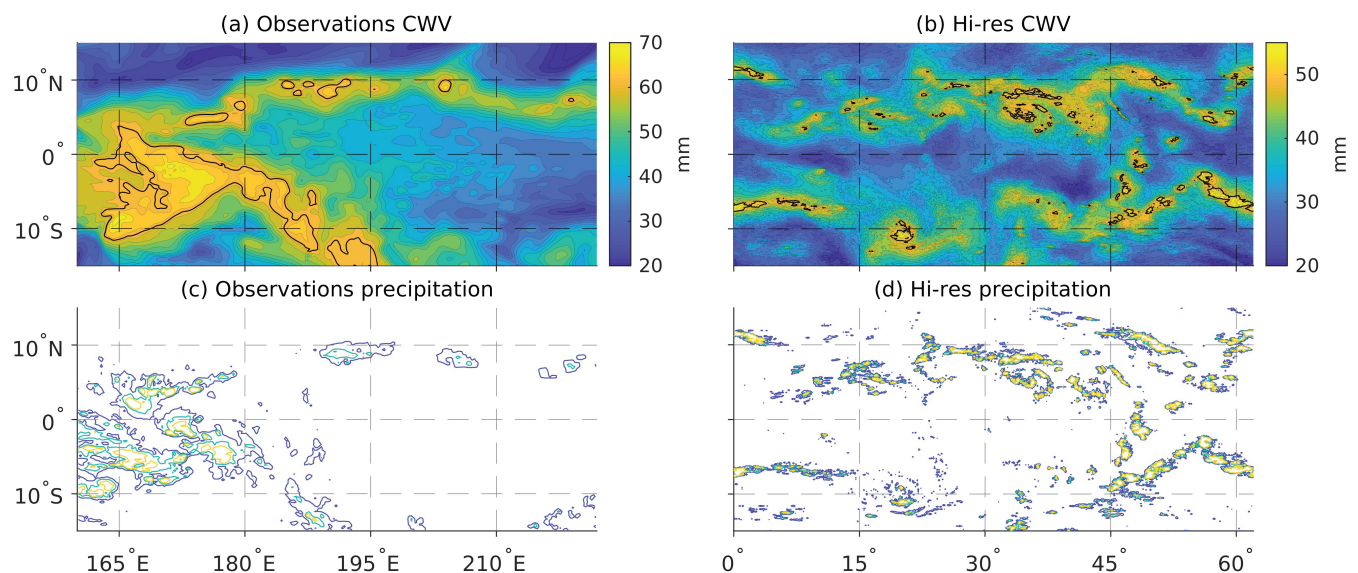 (a) Observations CWV
(b) Hi-res CWV
10°N
0°
10°S
70
60
50
40
30
20
mm
50
40
30
20
mm
(c) Observations precipitation
(d) Hi-res precipitation
10°N
0°
10°S
165°E
180°E
195°E
210°E
0°
15°
30°
45°
60°